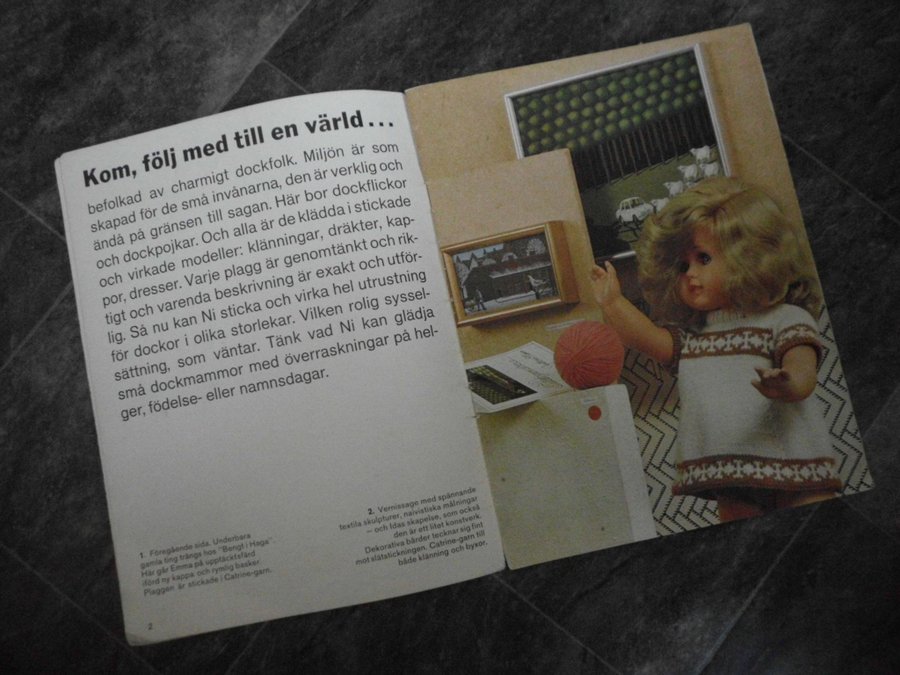 Kom, följ med till en värld . . .
befolkad av charmigt dockfolk. Miljön är som
skapad för de små invånarna, den är verklig och
ändå på gränsen till sagan. Här bor dockflickor
och dockpojkar. Och alla är de klädda i stickade
och virkade modeller: klänningar, dräkter, kap-
por, dresser. Varje plagg är genomtänkt och rik-
tigt och varenda beskrivning är exakt och utför-
lig. Så nu kan Ni sticka och virka hel utrustning
för dockor i olika storlekar. Vilken rolig syssel-
sättning, som väntar. Tänk vad Ni kan glädja
små dockmammor med överraskningar på hel-
ger, födelse- eller namnsdagar.
1. Föregående sida. Underbara
gamla ting trängs hos "Bengt i Haga".
Här går Emma på upptäcktsfärd
iförd ny kappa och rymlig basker.
Plaggen är stickade i Catrine-garn.
2. Vernissage med spännande
textila skulpturer, naivistiska målningar
– och Idas skapelse, som också
den är ett litet konstverk.
Dekorativa bårder tecknar sig fint
mot slätstickningen. Catrine-garn till
både klänning och byxor.
2